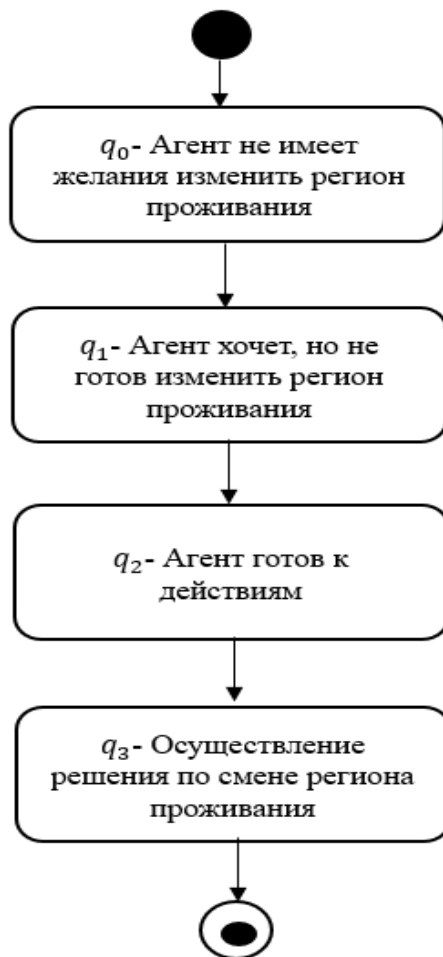 q₀- Агент не имеет
желания изменить регион
проживания
q₁- Агент хочет, но не
готов изменить регион
проживания
q₂- Агент готов к
действиям
q₃- Осуществление
решения по смене региона
проживания